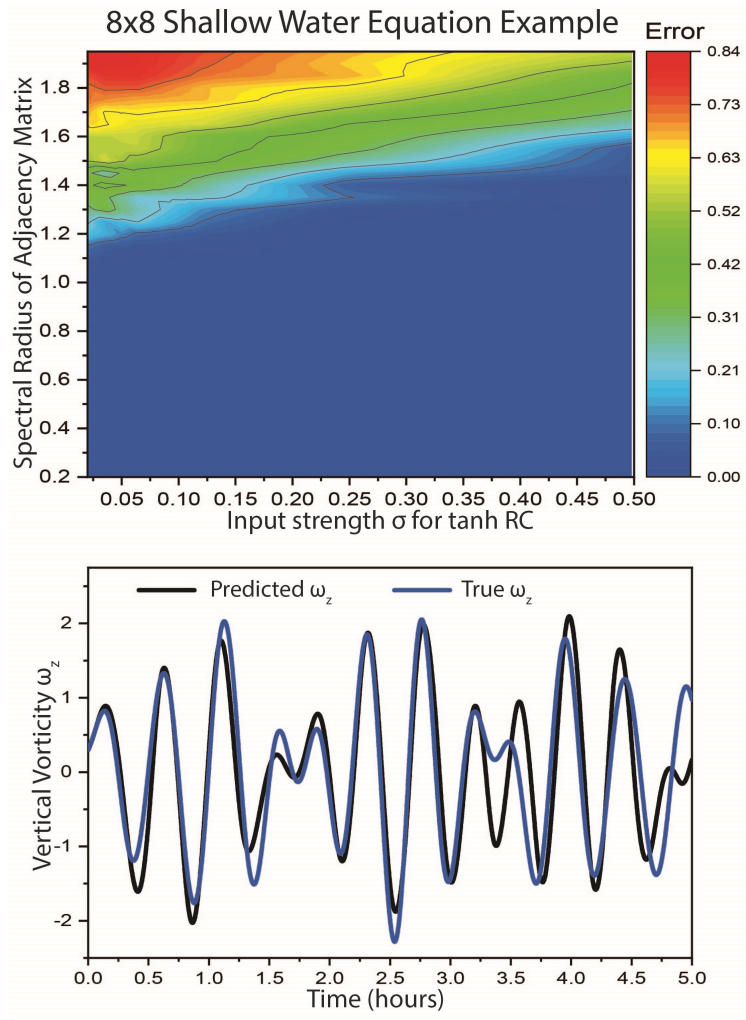 8x8 Shallow Water Equation Example
Error
Spectral Radius of Adjacency Matrix
1.8
1.6
1.4
1.2
1.0
0.8
0.6
0.4
0.2
0.05 0.10 0.15 0.20 0.25 0.30 0.35 0.40 0.45 0.50
Input strength σ for tanh RC
0.84
0.73
0.63
0.52
0.42
0.31
0.21
0.10
0.00
Predicted ω_z
True ω_z
Vertical Vorticity ω_z
2
1
0
-1
-2
0.0 0.5 1.0 1.5 2.0 2.5 3.0 3.5 4.0 4.5 5.0
Time (hours)